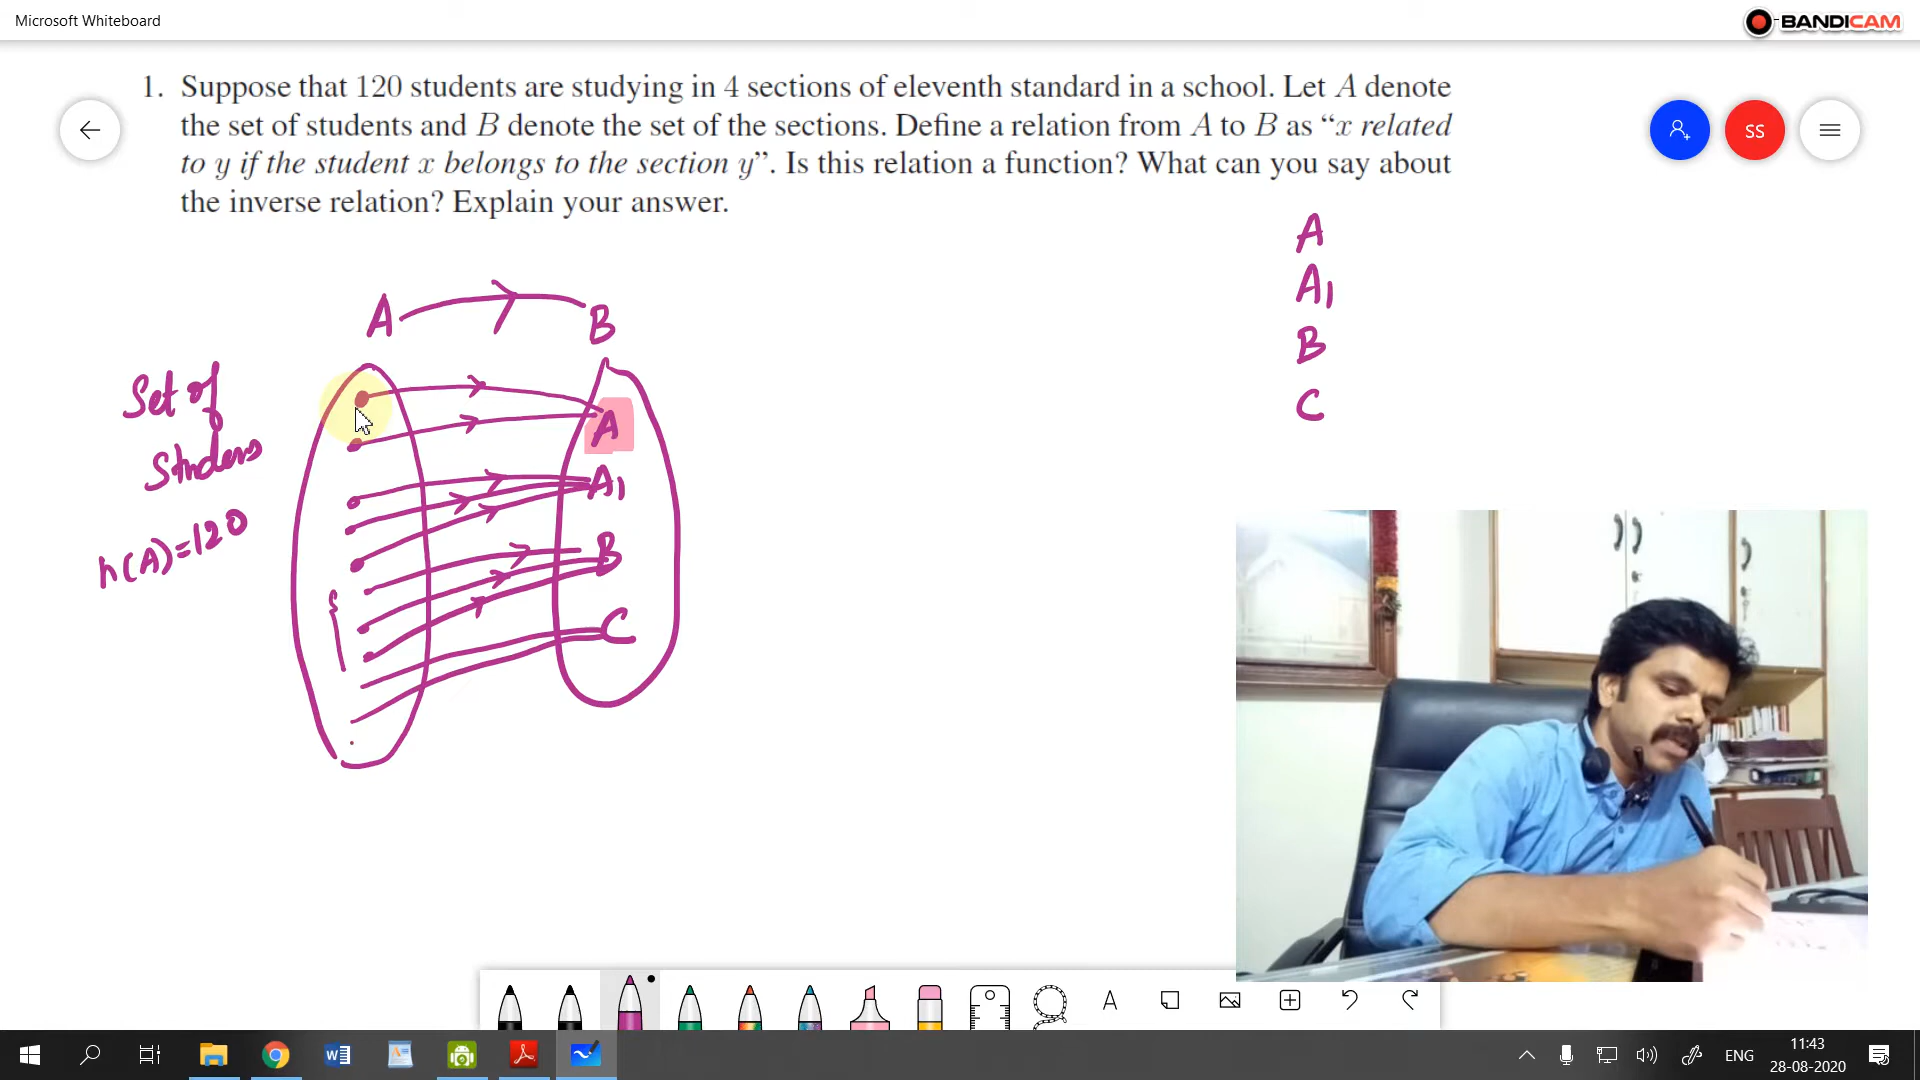 Microsoft Whiteboard
BANDICAM
1. Suppose that 120 students are studying in 4 sections of eleventh standard in a school. Let A denote
the set of students and B denote the set of the sections. Define a relation from A to B as “x related
to y if the student x belongs to the section y”. Is this relation a function? What can you say about
the inverse relation? Explain your answer.
SS
A
A1
B
C
A B
Set of
n(A)=120
A
A1
B
C
A
ENG
11:43
28-08-2020